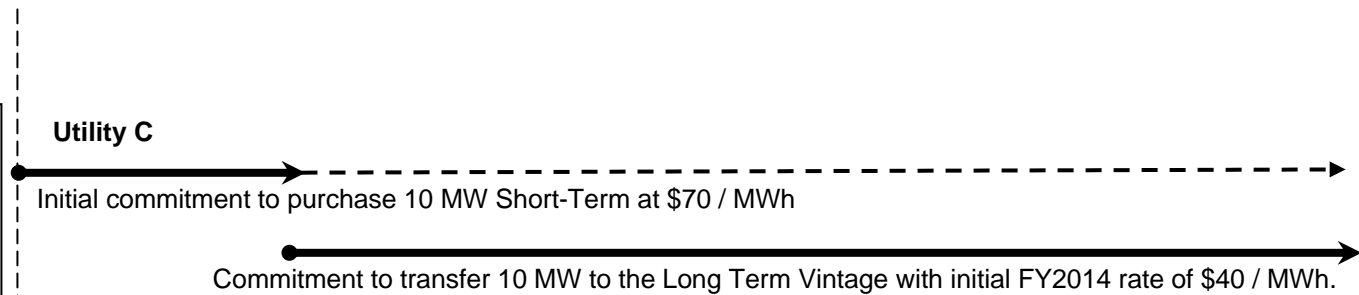 Utility C
Initial commitment to purchase 10 MW Short-Term at $70 / MWh
Commitment to transfer 10 MW to the Long Term Vintage with initial FY2014 rate of $40 / MWh.